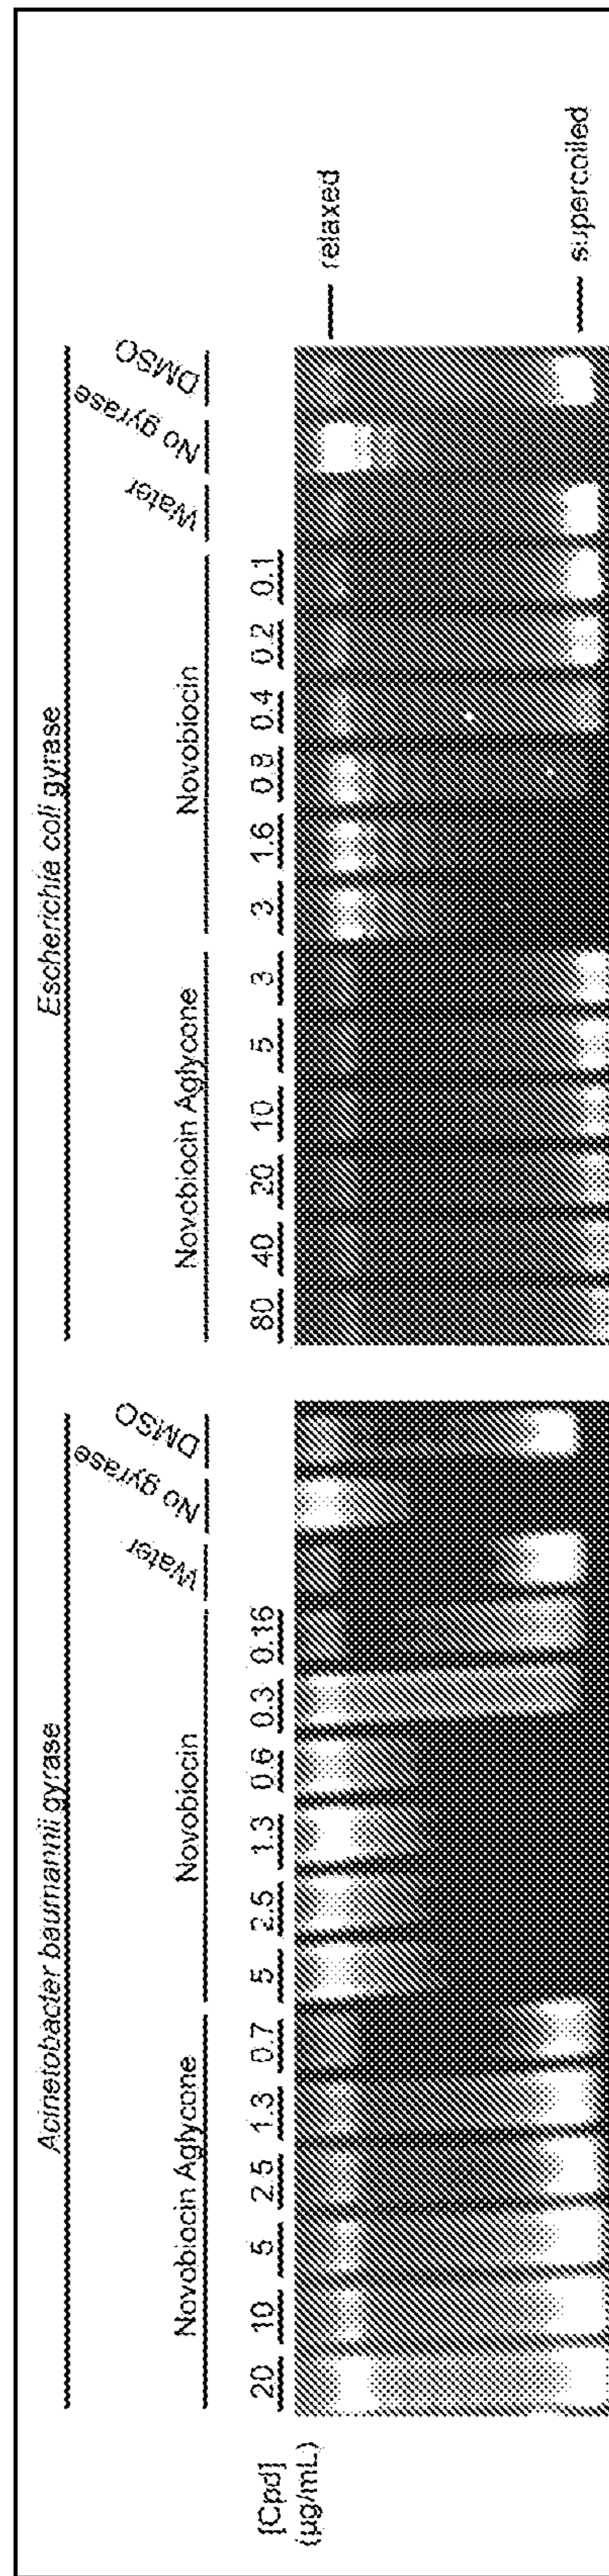 Acinetobacter baumannii gyrase Escherichia coli gyrase
Novobiocin Aglycone Novobiocin Water No gyrase DMSO Novobiocin Aglycone Novobiocin Water No gyrase DMSO
[Cpd] 20 10 5 2.5 1.3 0.7 5 2.5 1.3 0.6 0.3 0.16 80 40 20 10 5 3 3 1.6 0.8 0.4 0.2 0.1
(µg/mL)
relaxed
supercoiled